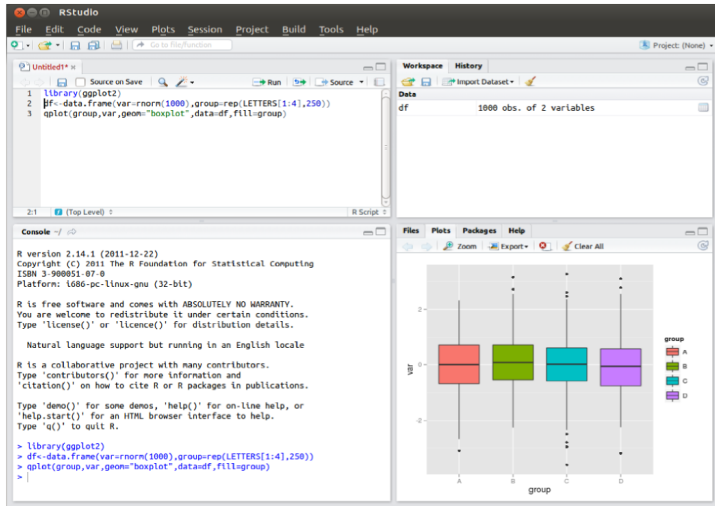 RStudio
File Edit Code View Plots Session Project Build Tools Help
Go to file/function
Project: (None)
Untitled1*
Source on Save
Run
Source
1 library(ggplot2)
2 df<-data.frame(var=rnorm(1000),group=rep(LETTERS[1:4],250))
3 qplot(group,var,geom="boxplot",data=df,fill=group)
2:1 (Top Level) R Script
Console ~/
R version 2.14.1 (2011-12-22)
Copyright (C) 2011 The R Foundation for Statistical Computing
ISBN 3-900051-07-0
Platform: i686-pc-linux-gnu (32-bit)
R is free software and comes with ABSOLUTELY NO WARRANTY.
You are welcome to redistribute it under certain conditions.
Type 'license()' or 'licence()' for distribution details.
Natural language support but running in an English locale
R is a collaborative project with many contributors.
Type 'contributors()' for more information and
'citation()' on how to cite R or R packages in publications.
Type 'demo()' for some demos, 'help()' for on-line help, or
'help.start()' for an HTML browser interface to help.
Type 'q()' to quit R.
> library(ggplot2)
> df<-data.frame(var=rnorm(1000),group=rep(LETTERS[1:4],250))
> qplot(group,var,geom="boxplot",data=df,fill=group)
>
Workspace History
Import Dataset
Data
df 1000 obs. of 2 variables
Files Plots Packages Help
Zoom Export Clear All
2
0
-2
var
A B C D
group
group
A
B
C
D